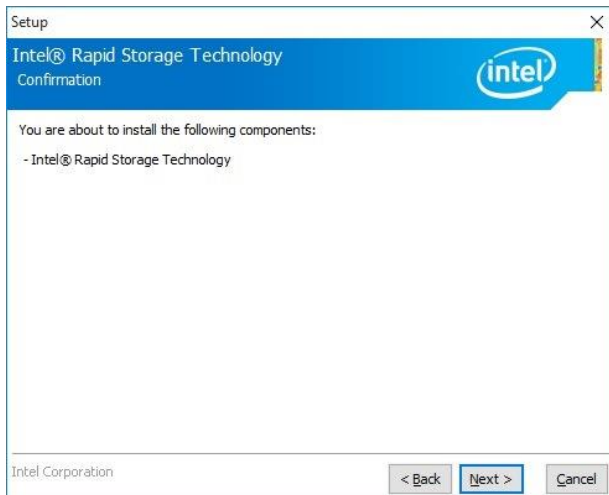 Setup
Intel® Rapid Storage Technology
Confirmation
intel
You are about to install the following components:
- Intel® Rapid Storage Technology
Intel Corporation
< Back
Next >
Cancel